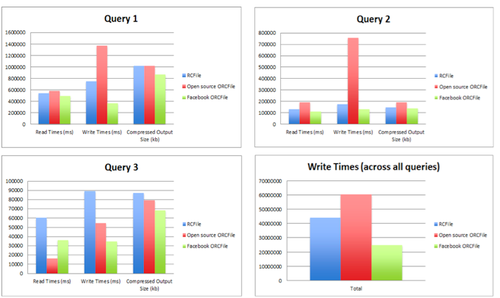 Query 1
1600000
1400000
1200000
1000000
800000
600000
400000
200000
0
Read Times (ms)
Write Times (ms)
Compressed Output
Size (kb)
RCFile
Open source ORCFile
Facebook ORCFile
Query 2
800000
700000
600000
500000
400000
300000
200000
100000
0
Read Times (ms)
Write Times (ms)
Compressed Output
Size (kb)
RCFile
Open source ORCFile
Facebook ORCFile
Query 3
100000
90000
80000
70000
60000
50000
40000
30000
20000
10000
0
Read Times (ms)
Write Times (ms)
Compressed Output
Size (kb)
RCFile
Open source ORCFile
Facebook ORCFile
Write Times (across all queries)
70000000
60000000
50000000
40000000
30000000
20000000
10000000
0
Total
RCFile
Open source ORCFile
Facebook ORCFile